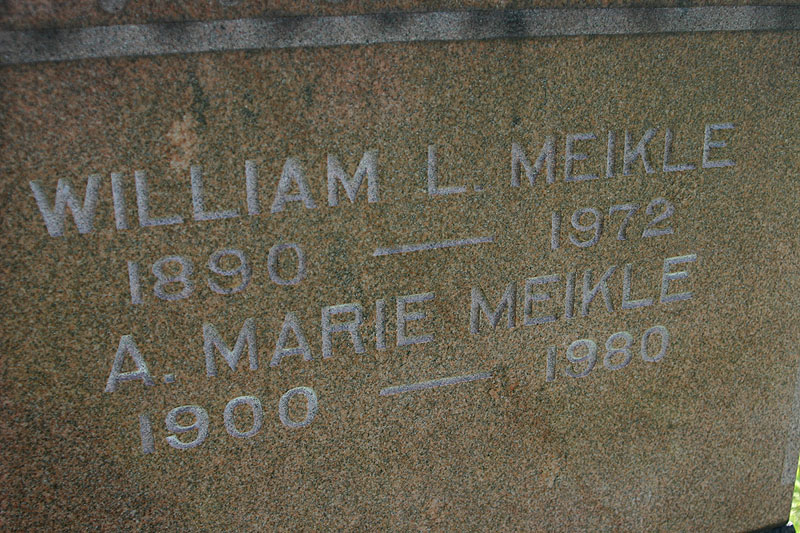 WILLIAM L. MEIKLE
1890 — 1972
A. MARIE MEIKLE
1900 — 1980